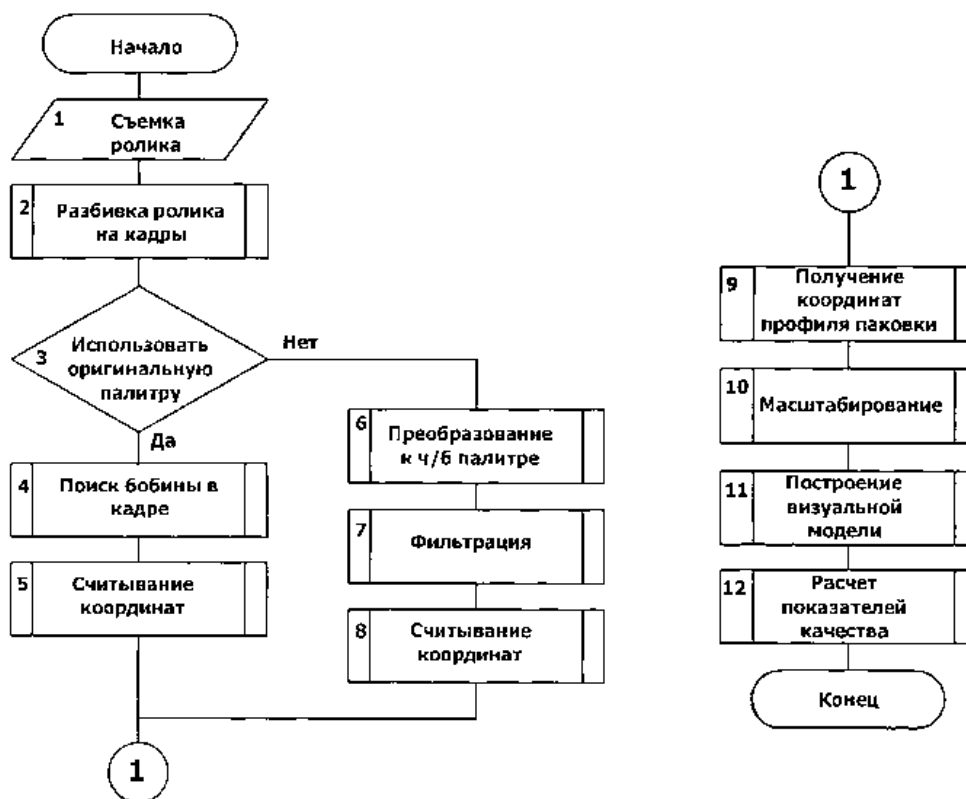 Начало
1
Съемка
ролика
2
Разбивка ролика
на кадры
3
Использовать
оригинальную
палитру
Нет
Да
4
Поиск бобины в
кадре
5
Считывание
координат
6
Преобразование
к ч/б палитре
7
Фильтрация
8
Считывание
координат
1
1
9
Получение
координат
профиля паковки
10
Масштабирование
11
Построение
визуальной
модели
12
Расчет
показателей
качества
Конец